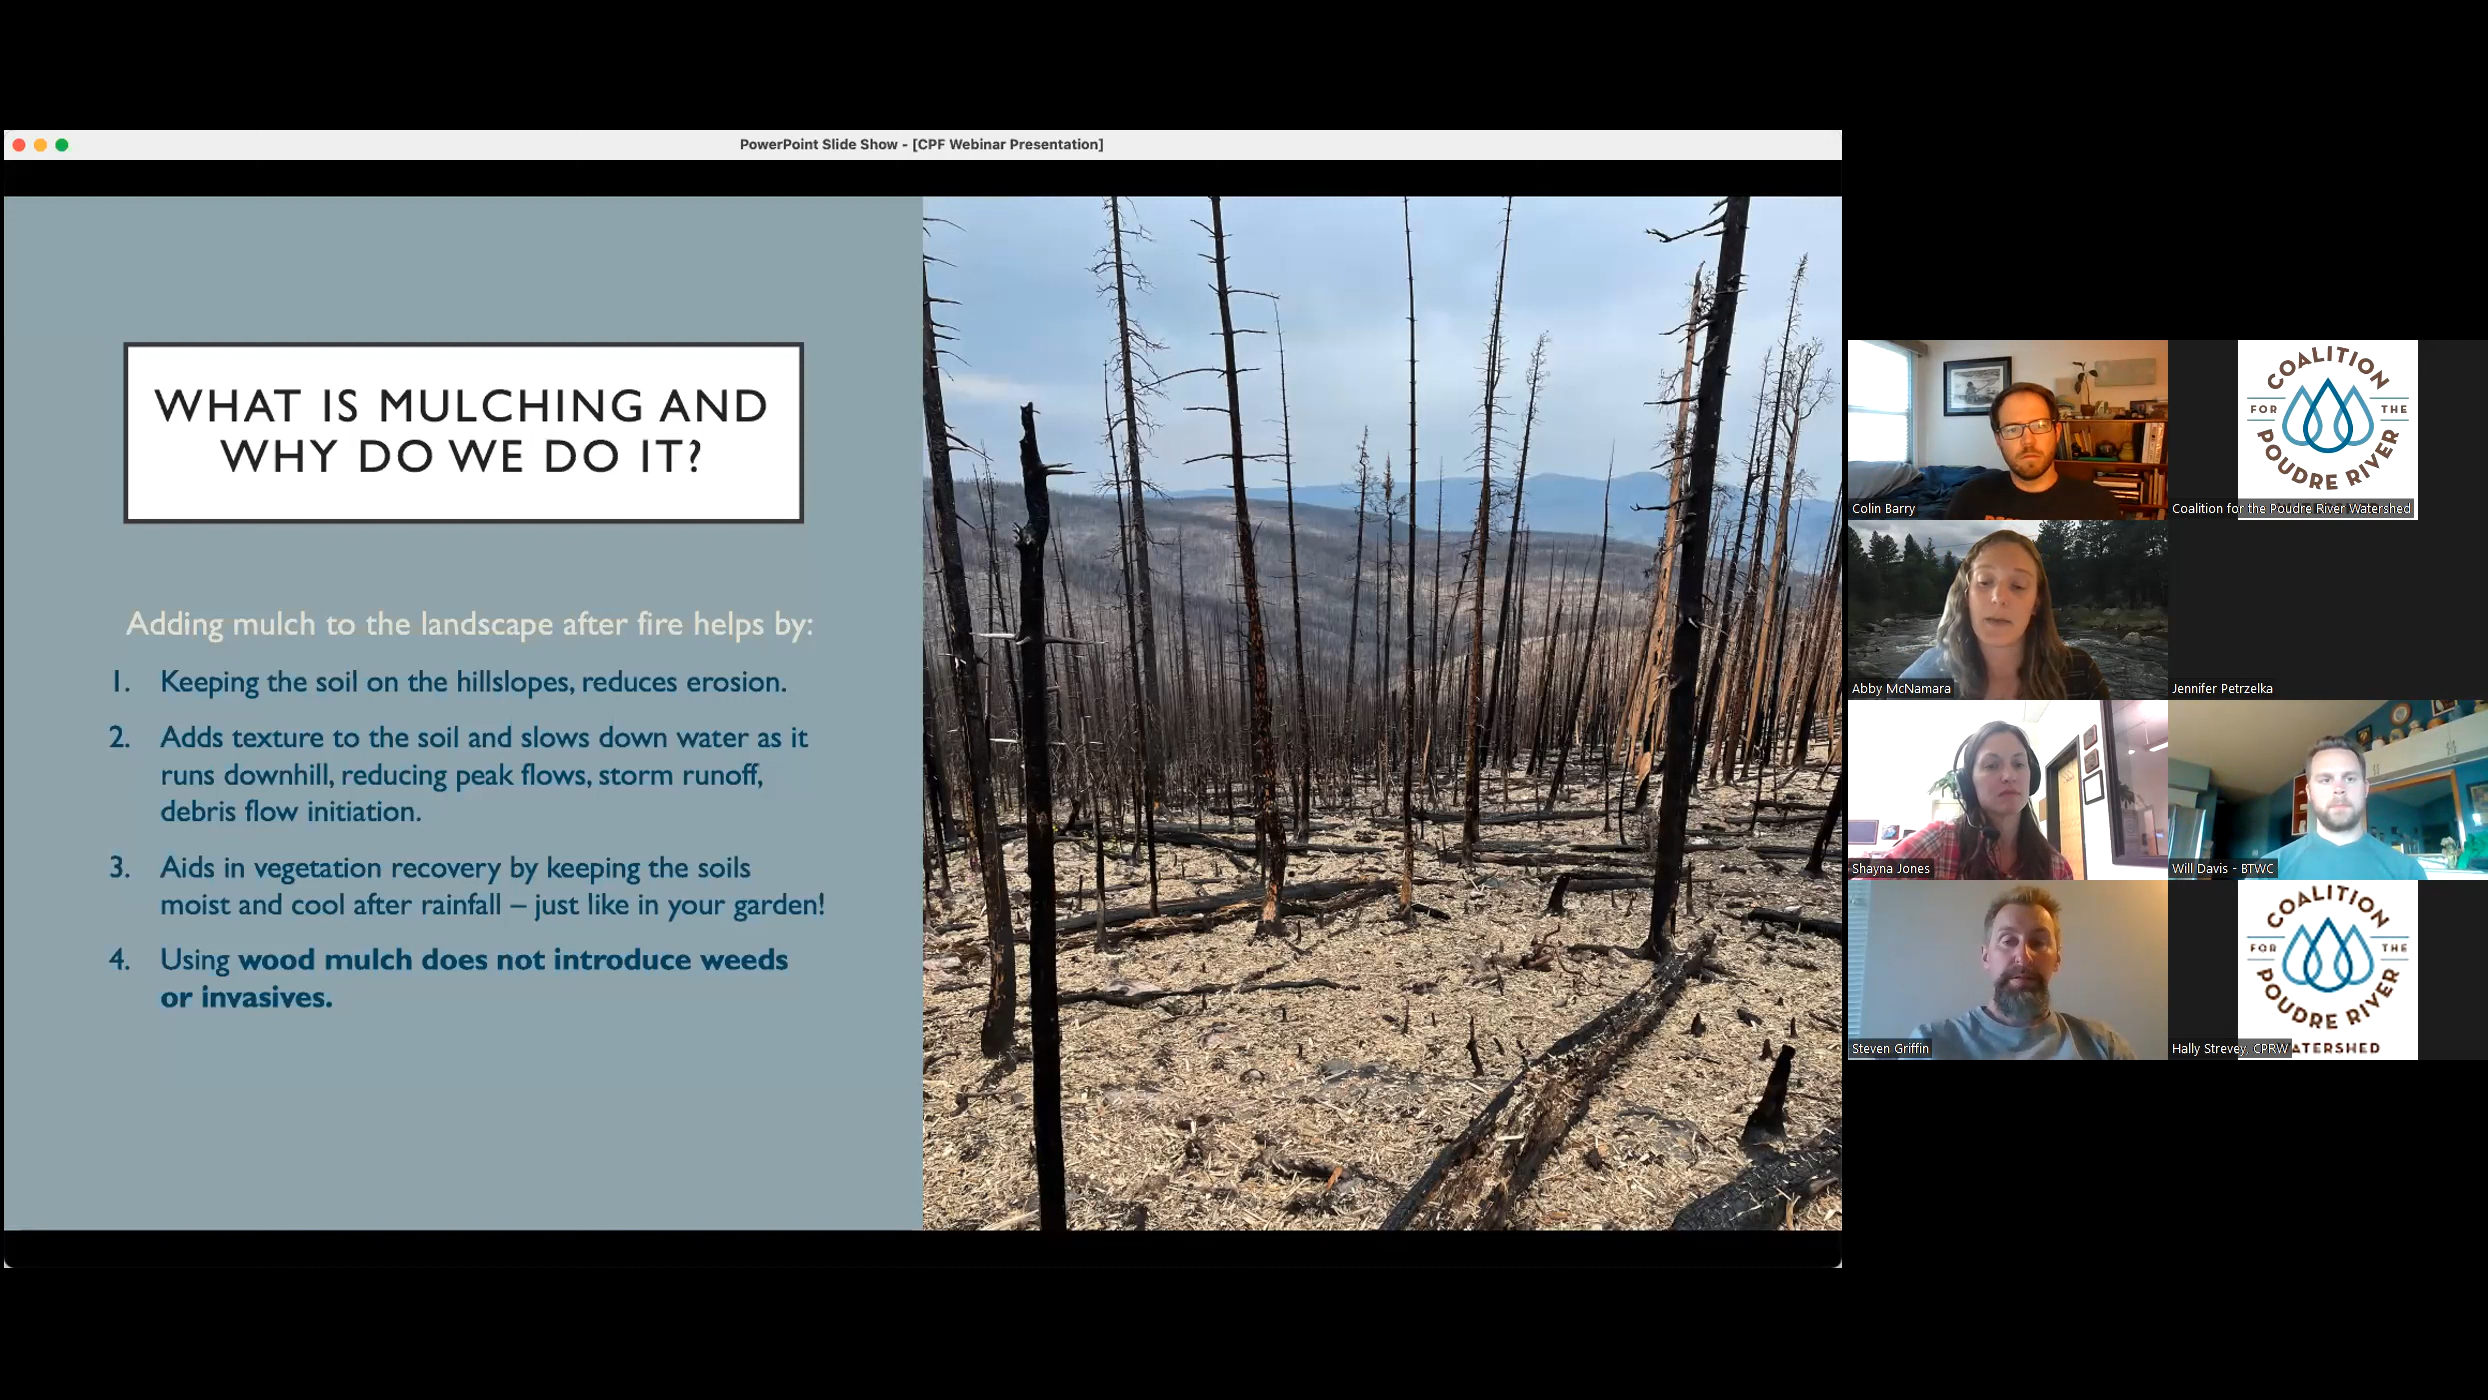 PowerPoint Slide Show - [CPF Webinar Presentation]
WHAT IS MULCHING AND
WHY DO WE DO IT?
Adding mulch to the landscape after fire helps by:
1. Keeping the soil on the hillslopes, reduces erosion.
2. Adds texture to the soil and slows down water as it
runs downhill, reducing peak flows, storm runoff,
debris flow initiation.
3. Aids in vegetation recovery by keeping the soils
moist and cool after rainfall – just like in your garden!
4. Using wood mulch does not introduce weeds
or invasives.
Colin Barry
COALITION
FOR THE
POUDRE RIVER
Coalition for the Poudre River Watershed
Abby McNamara
Jennifer Petrzelka
Shayna Jones
Will Davis - BTWC
Steven Griffin
COALITION
FOR THE
POUDRE RIVER
Hally Strevey, CPRW
ATERSHED